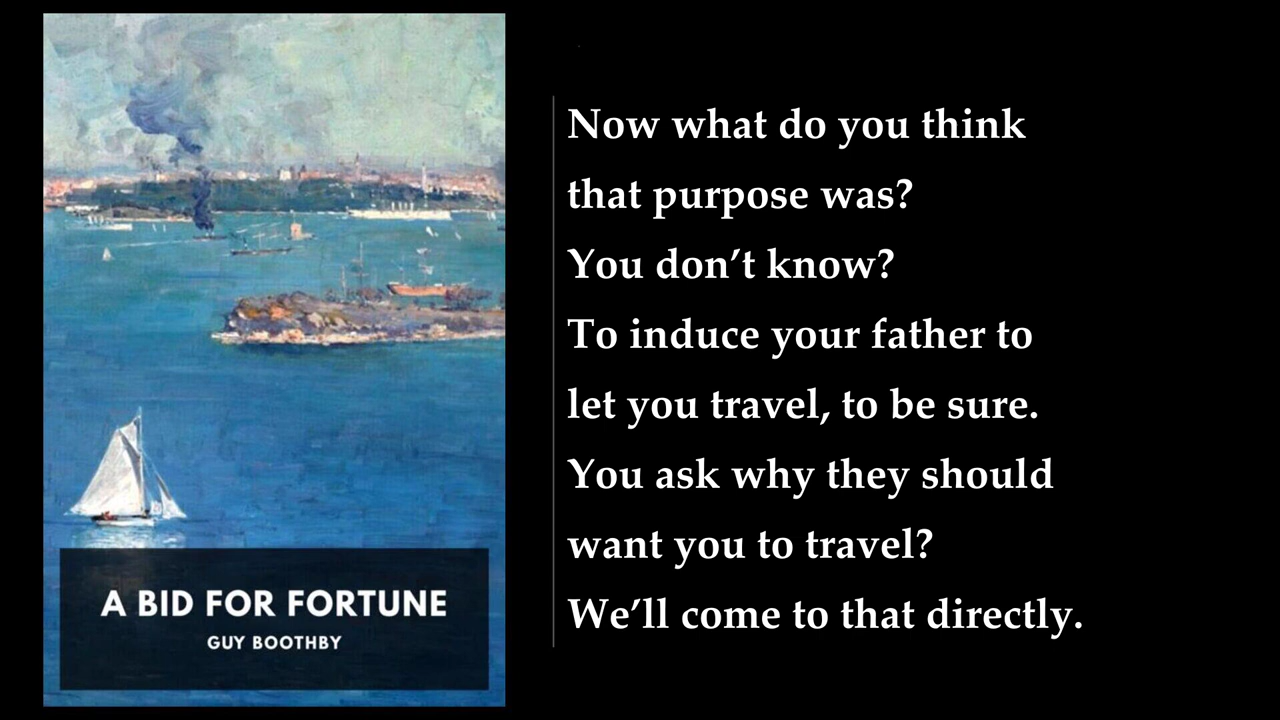 A BID FOR FORTUNE
GUY BOOTHBY
Now what do you think
that purpose was?
You don’t know?
To induce your father to
let you travel, to be sure.
You ask why they should
want you to travel?
We’ll come to that directly.